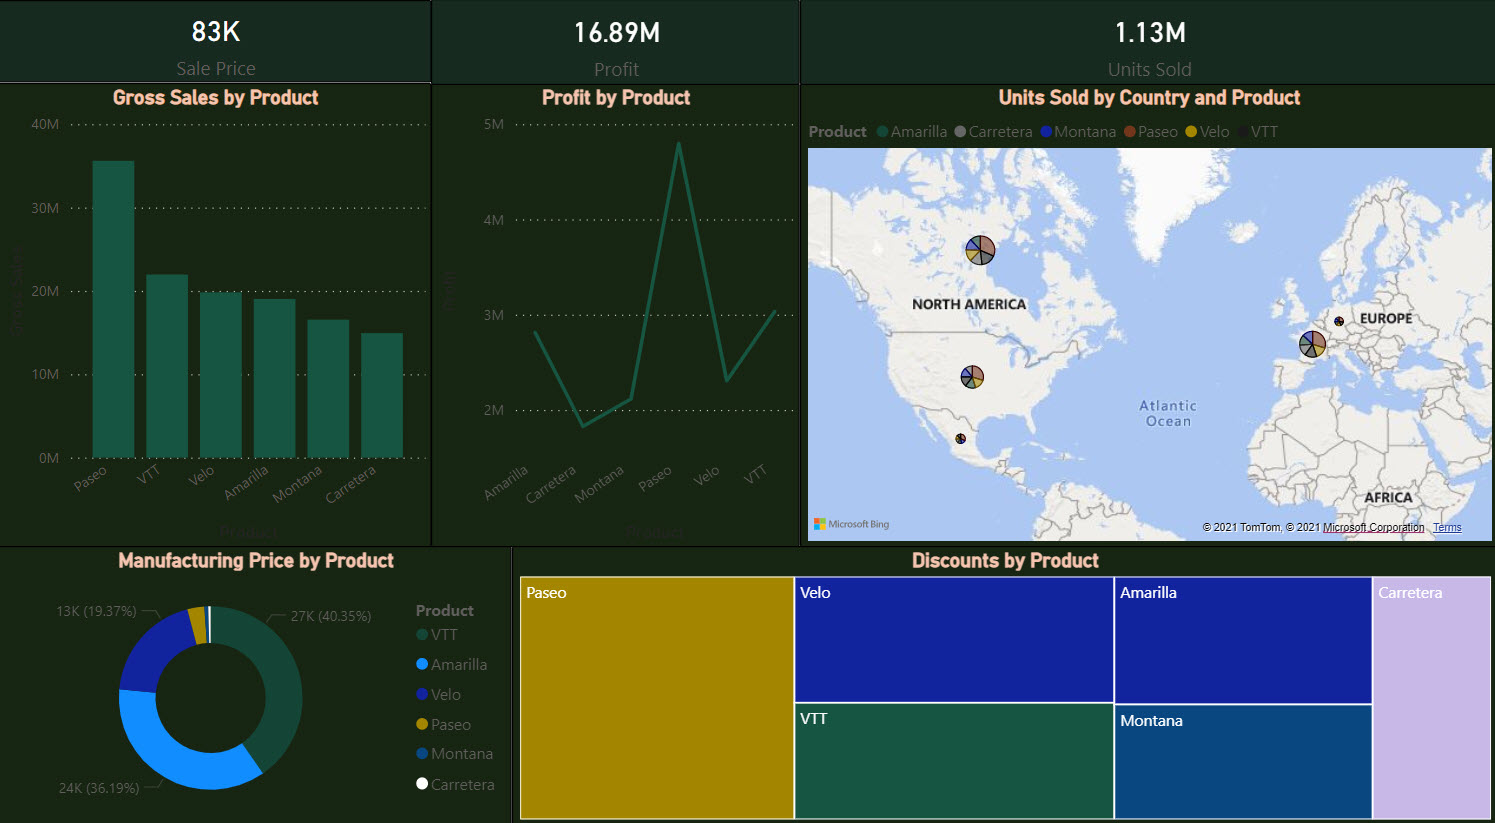 83K
Sale Price
16.89M
Profit
1.13M
Units Sold
Gross Sales by Product
40M
30M
20M
10M
0M
Gross Sales
Paseo
VTT
Velo
Amarilla
Montana
Carretera
Product
Profit by Product
5M
4M
3M
2M
Profit
Amarilla
Carretera
Montana
Paseo
Velo
VTT
Product
Units Sold by Country and Product
Product Amarilla Carretera Montana Paseo Velo VTT
NORTH AMERICA
EUROPE
Atlantic
Ocean
AFRICA
Microsoft Bing
© 2021 TomTom, © 2021 Microsoft Corporation Terms
Manufacturing Price by Product
13K (19.37%)
27K (40.35%)
24K (36.19%)
Product
VTT
Amarilla
Velo
Paseo
Montana
Carretera
Discounts by Product
Paseo
Velo
Amarilla
Carretera
VTT
Montana